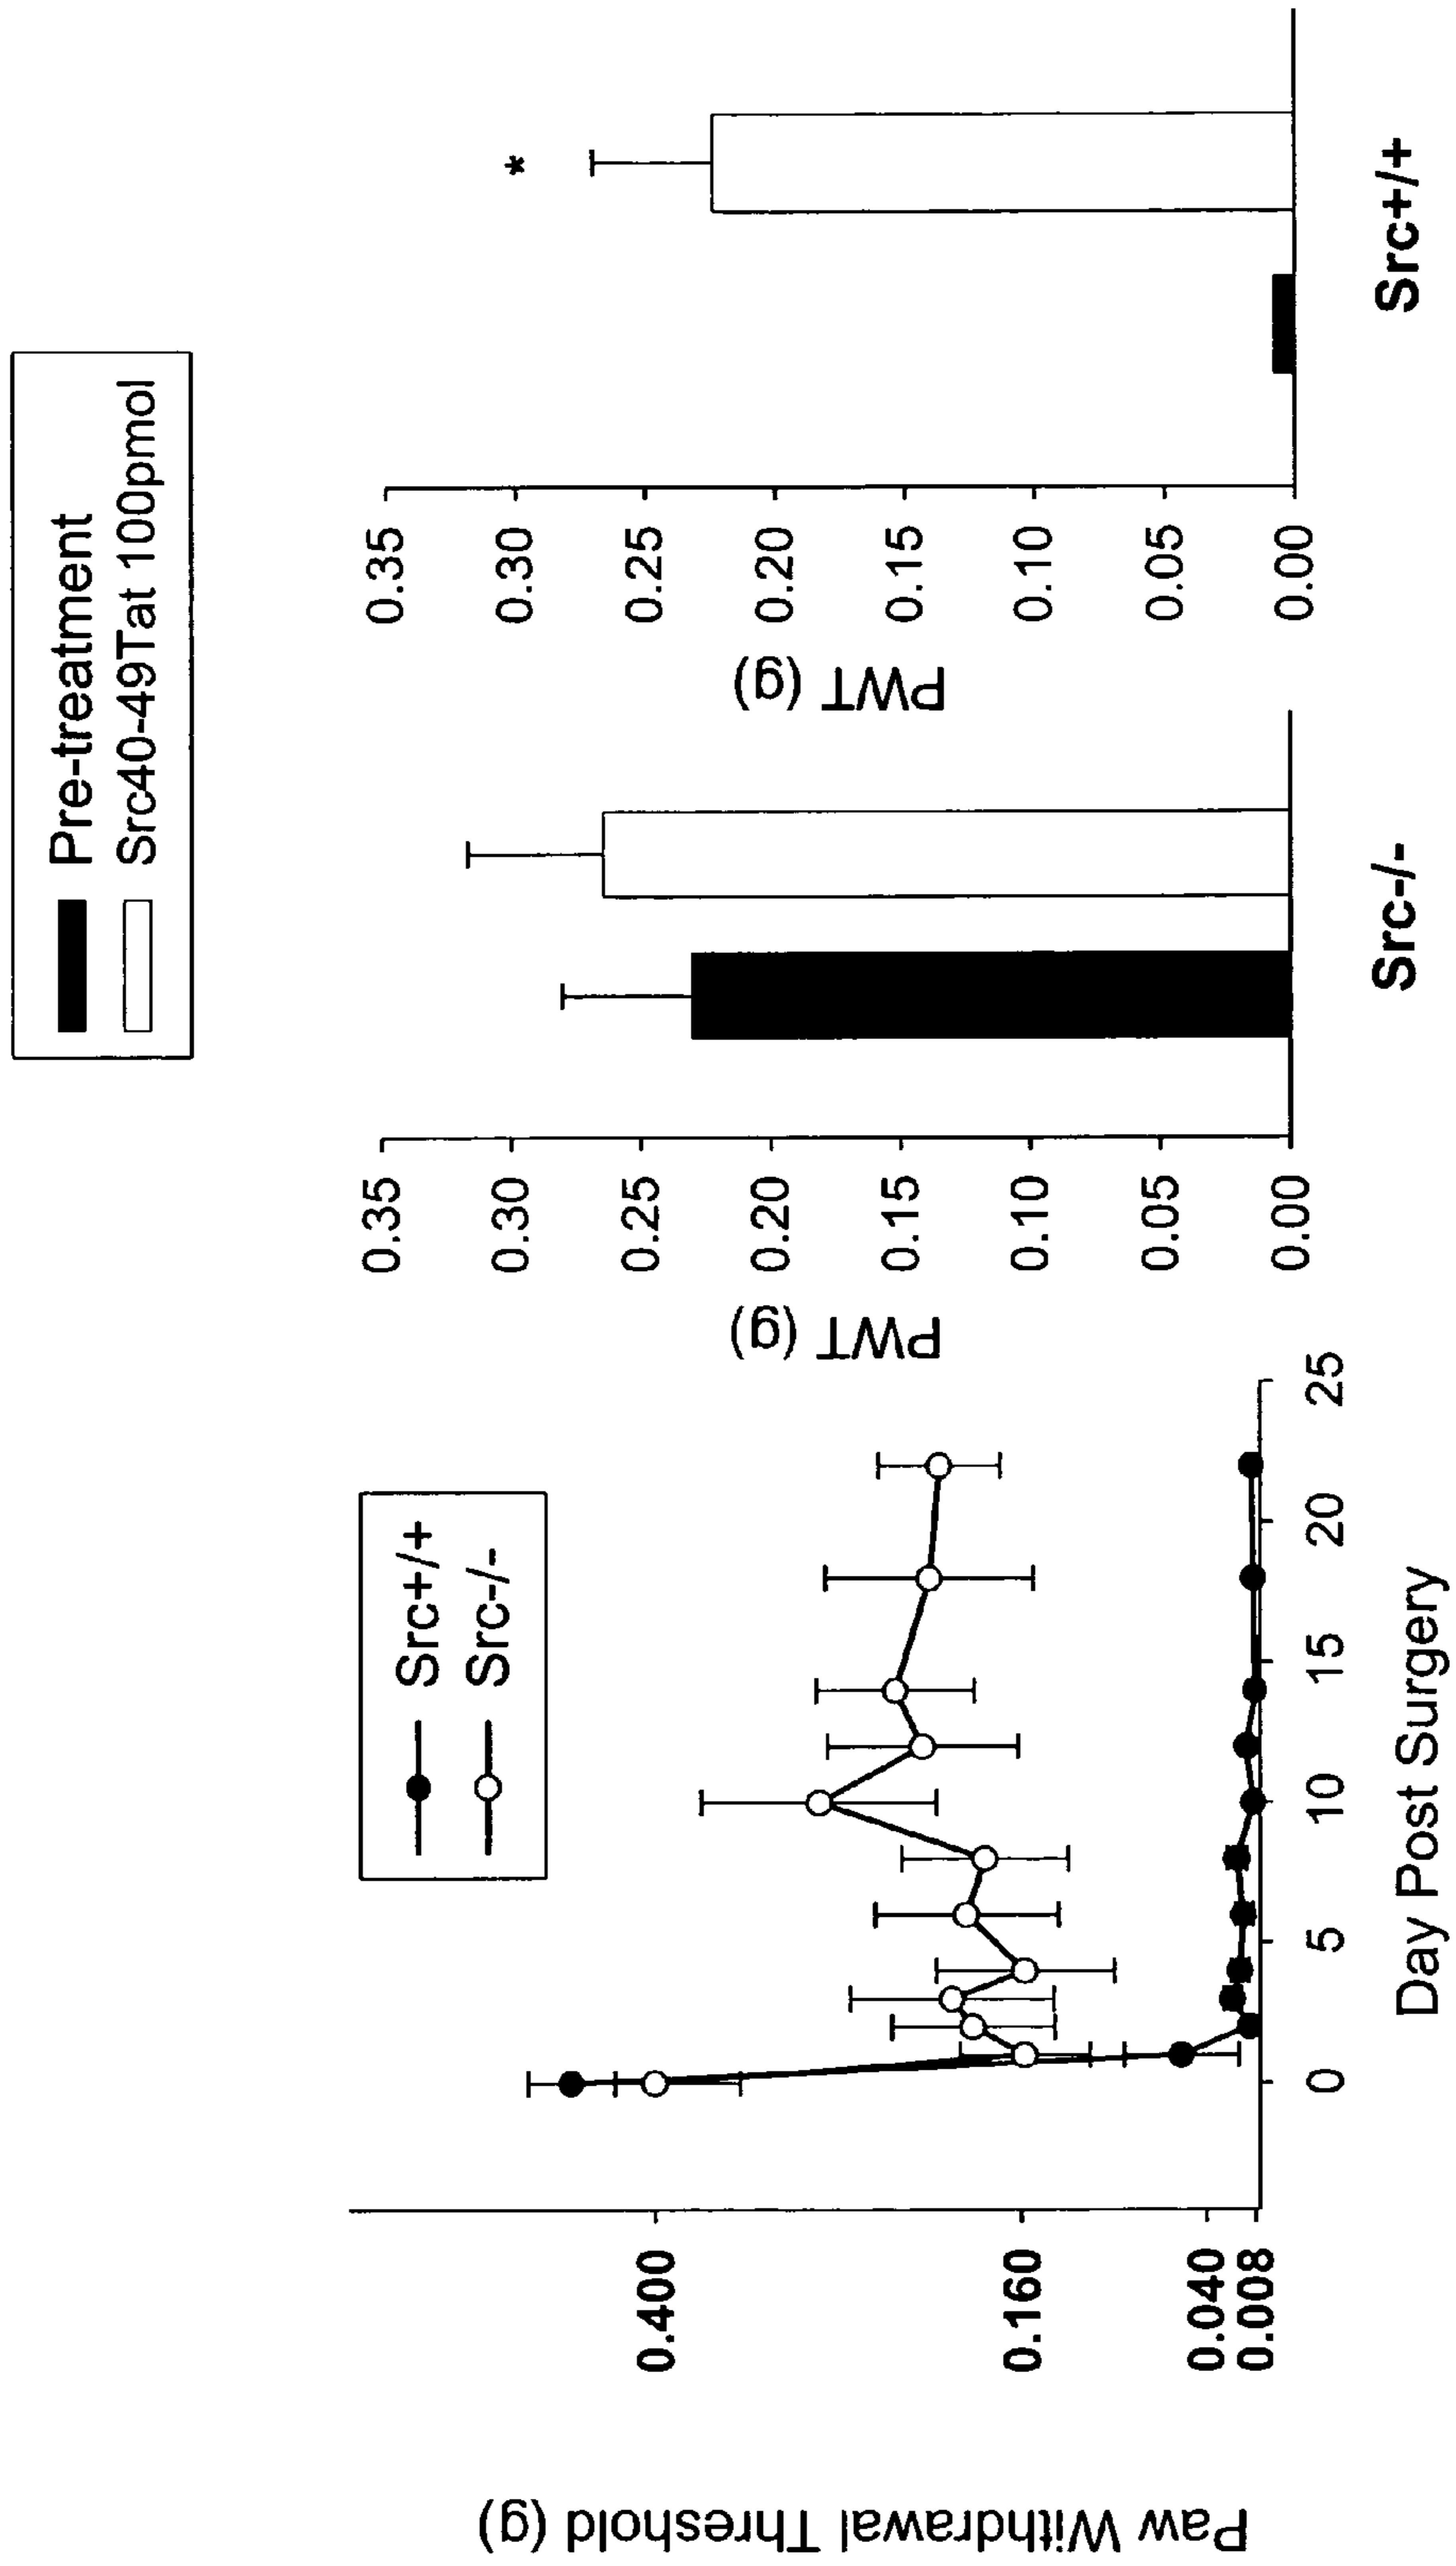 Pre-treatment
Src40-49Tat 100pmol
Src+/+
Src-/-
Paw Withdrawal Threshold (g)
0.400
0.160
0.040
0.008
0
5
10
15
20
25
Day Post Surgery
PWT (g)
0.35
0.30
0.25
0.20
0.15
0.10
0.05
0.00
Src-/-
PWT (g)
0.35
0.30
0.25
0.20
0.15
0.10
0.05
0.00
*
Src+/+